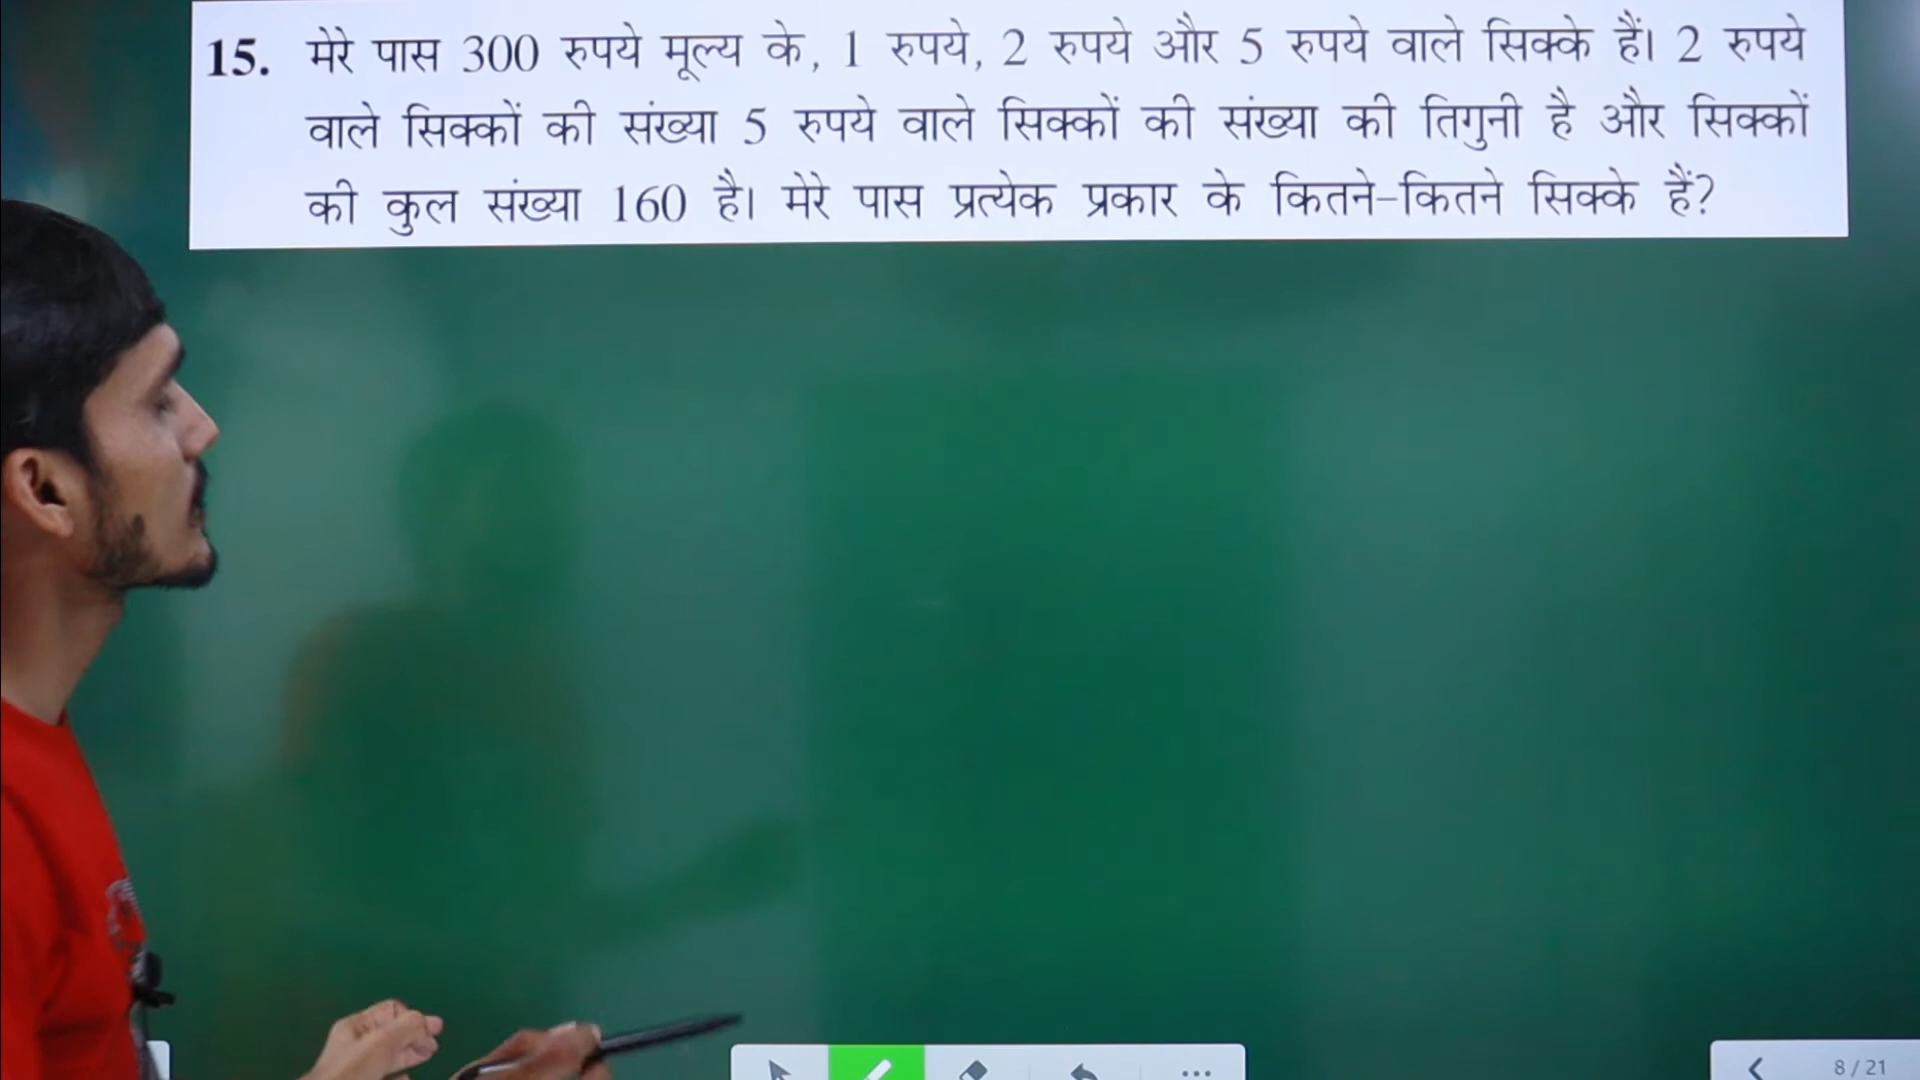 15. मेरे पास 300 रुपये मूल्य के, 1 रुपये, 2 रुपये और 5 रुपये वाले सिक्के हैं। 2 रुपये
वाले सिक्कों की संख्या 5 रुपये वाले सिक्कों की संख्या की तिगुनी है और सिक्कों
की कुल संख्या 160 है। मेरे पास प्रत्येक प्रकार के कितने-कितने सिक्के हैं?
8 / 21